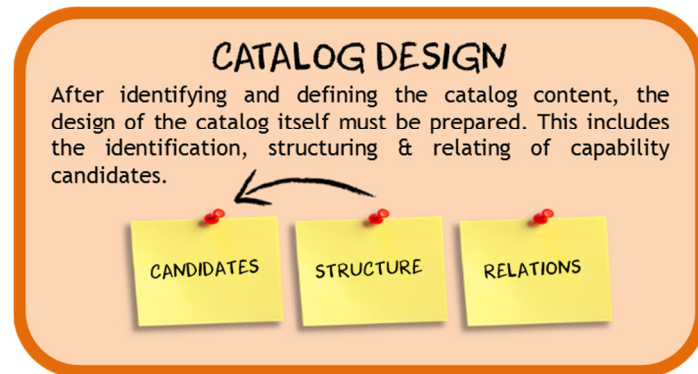 CATALOG DESIGN
After identifying and defining the catalog content, the
design of the catalog itself must be prepared. This includes
the identification, structuring & relating of capability
candidates.
CANDIDATES
STRUCTURE
RELATIONS